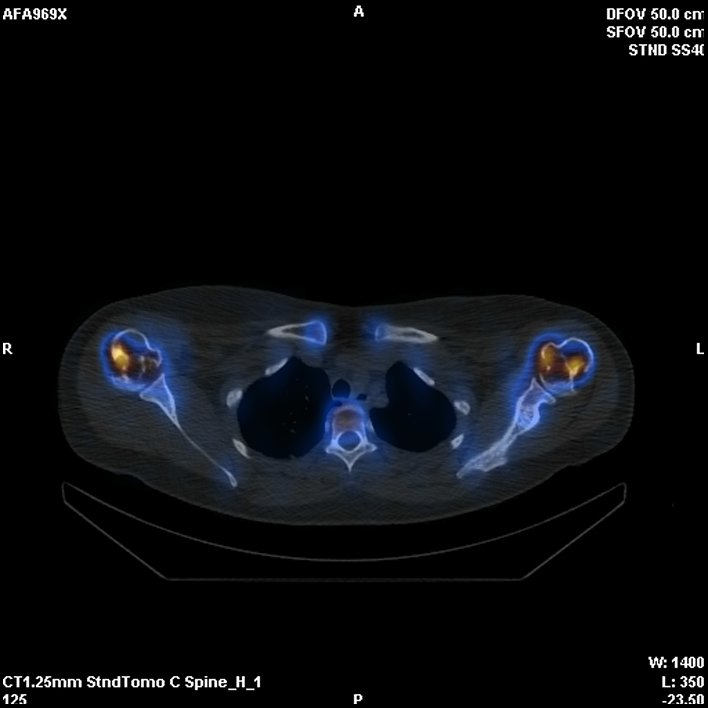 AFA969X
A
DFOV 50.0 cm
SFOV 50.0 cm
STND SS4(
R
L
W: 1400
CT1.25mm StndTomo C Spine_H_1
L: 350
125
P
-23.50